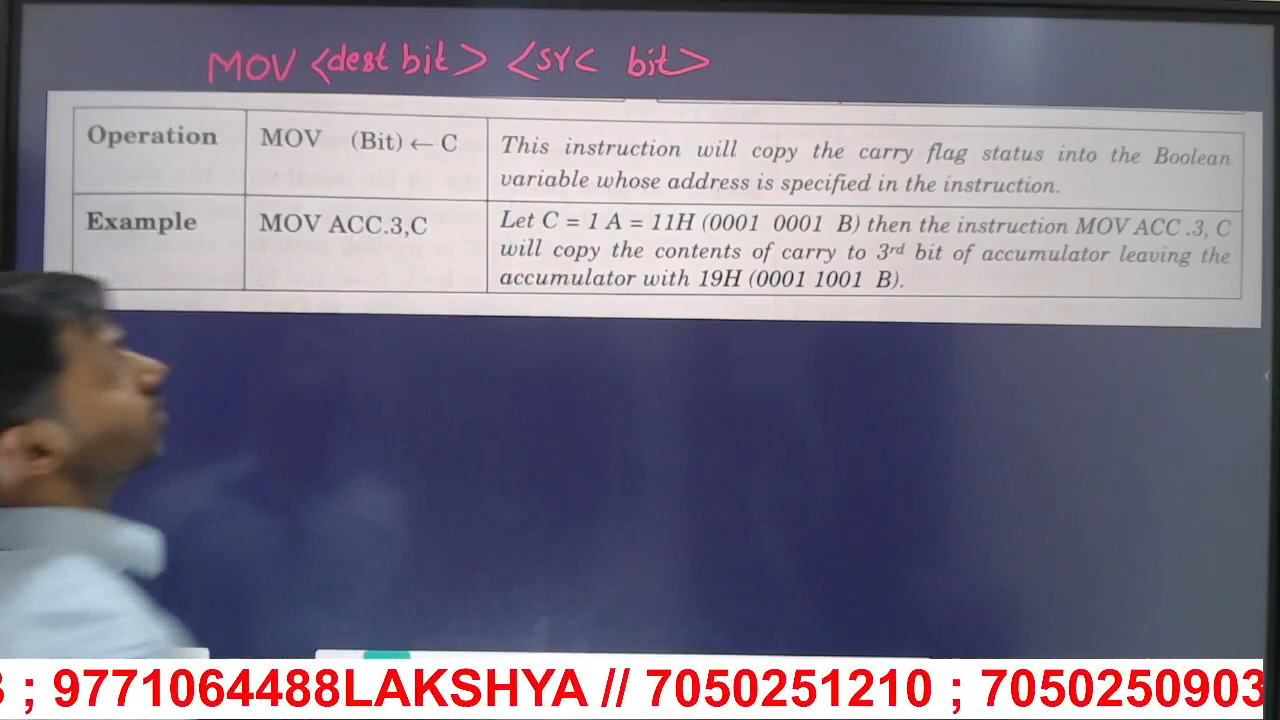 MOV <dest bit> <src bit>
Operation
MOV (Bit) ← C
This instruction will copy the carry flag status into the Boolean
variable whose address is specified in the instruction.
Example
MOV ACC.3,C
Let C = 1 A = 11H (0001 0001 B) then the instruction MOV ACC .3, C
will copy the contents of carry to 3rd bit of accumulator leaving the
accumulator with 19H (0001 1001 B).
; 9771064488LAKSHYA // 7050251210 ; 7050250903